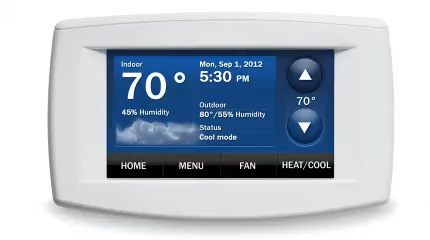 Indoor
70°
45% Humidity
Mon, Sep 1, 2012
5:30 PM
Outdoor
80°/55% Humidity
Status
Cool mode
70°
HOME
MENU
FAN
HEAT/COOL